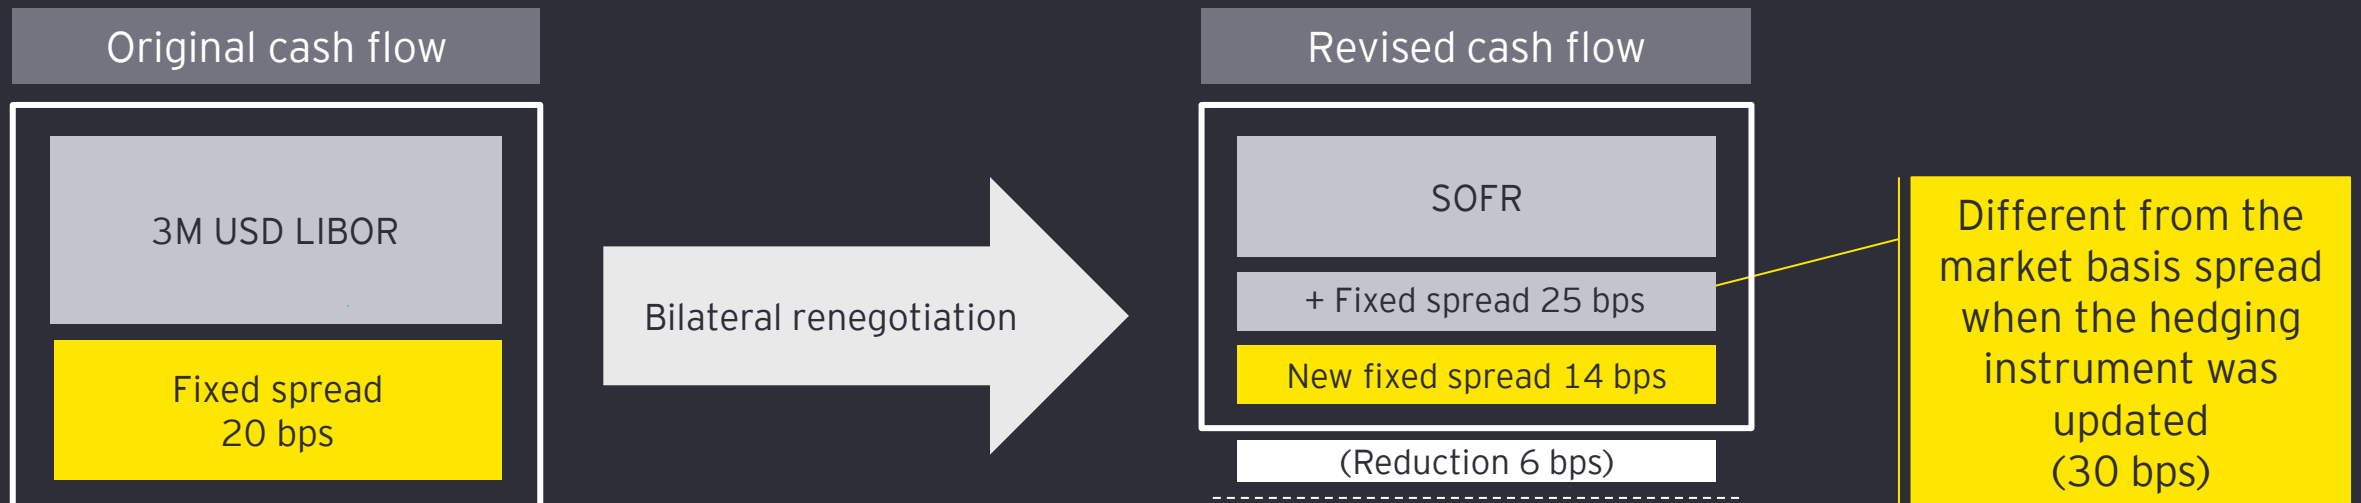 Original cash flow
3M USD LIBOR
Fixed spread
20 bps
Bilateral renegotiation
Revised cash flow
SOFR
+ Fixed spread 25 bps
New fixed spread 14 bps
(Reduction 6 bps)
Different from the
market basis spread
when the hedging
instrument was
updated
(30 bps)